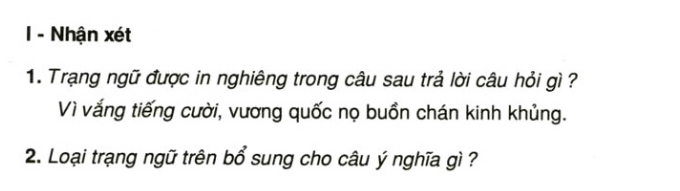 I - Nhận xét
1. Trạng ngữ được in nghiêng trong câu sau trả lời câu hỏi gì ?
Vì vắng tiếng cười, vương quốc nọ buồn chán kinh khủng.
2. Loại trạng ngữ trên bổ sung cho câu ý nghĩa gì ?